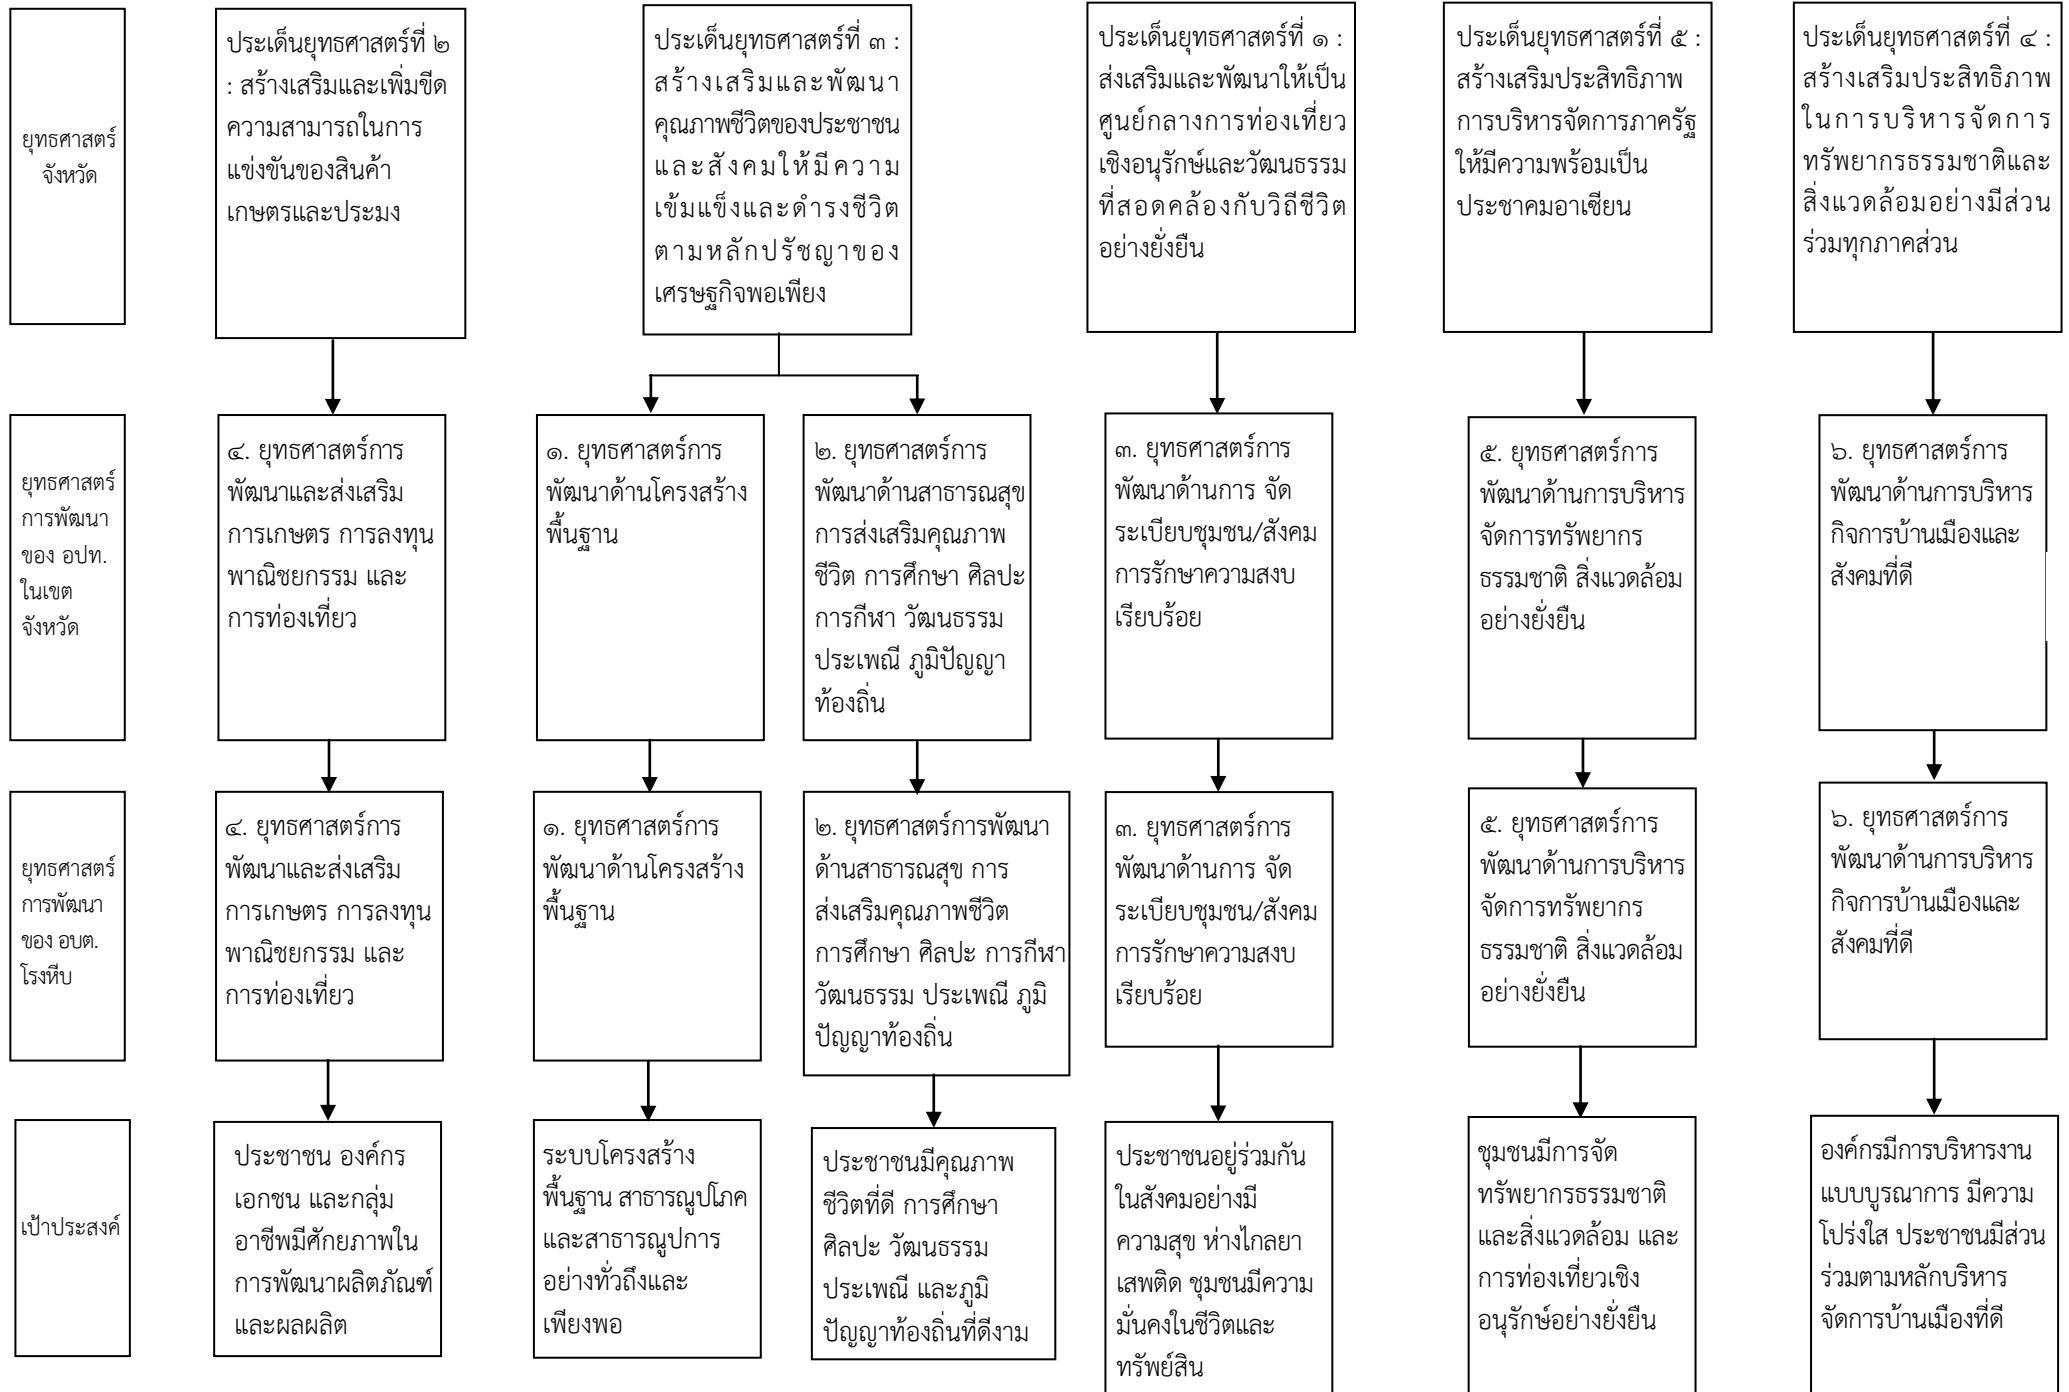 ยุทธศาสตร์
จังหวัด
ประเด็นยุทธศาสตร์ที่ ๒
: สร้างเสริมและเพิ่มขีด
ความสามารถในการ
แข่งขันของสินค้า
เกษตรและประมง
ประเด็นยุทธศาสตร์ที่ ๓ :
สร้างเสริมและพัฒนา
คุณภาพชีวิตของประชาชน
และสังคมให้มีความ
เข้มแข็งและดำรงชีวิต
ตามหลักปรัชญาของ
เศรษฐกิจพอเพียง
ประเด็นยุทธศาสตร์ที่ ๑ :
ส่งเสริมและพัฒนาให้เป็น
ศูนย์กลางการท่องเที่ยว
เชิงอนุรักษ์และวัฒนธรรม
ที่สอดคล้องกับวิถีชีวิต
อย่างยั่งยืน
ประเด็นยุทธศาสตร์ที่ ๕ :
สร้างเสริมประสิทธิภาพ
การบริหารจัดการภาครัฐ
ให้มีความพร้อมเป็น
ประชาคมอาเซียน
ประเด็นยุทธศาสตร์ที่ ๔ :
สร้างเสริมประสิทธิภาพ
ในการบริหารจัดการ
ทรัพยากรธรรมชาติและ
สิ่งแวดล้อมอย่างมีส่วน
ร่วมทุกภาคส่วน
ยุทธศาสตร์
การพัฒนา
ของ อปท.
ในเขต
จังหวัด
๔. ยุทธศาสตร์การ
พัฒนาและส่งเสริม
การเกษตร การลงทุน
พาณิชยกรรม และ
การท่องเที่ยว
๑. ยุทธศาสตร์การ
พัฒนาด้านโครงสร้าง
พื้นฐาน
๒. ยุทธศาสตร์การ
พัฒนาด้านสาธารณสุข
การส่งเสริมคุณภาพ
ชีวิต การศึกษา ศิลปะ
การกีฬา วัฒนธรรม
ประเพณี ภูมิปัญญา
ท้องถิ่น
๓. ยุทธศาสตร์การ
พัฒนาด้านการ จัด
ระเบียบชุมชน/สังคม
การรักษาความสงบ
เรียบร้อย
๕. ยุทธศาสตร์การ
พัฒนาด้านการบริหาร
จัดการทรัพยากร
ธรรมชาติ สิ่งแวดล้อม
อย่างยั่งยืน
๖. ยุทธศาสตร์การ
พัฒนาด้านการบริหาร
กิจการบ้านเมืองและ
สังคมที่ดี
ยุทธศาสตร์
การพัฒนา
ของ อบต.
โรงหีบ
๔. ยุทธศาสตร์การ
พัฒนาและส่งเสริม
การเกษตร การลงทุน
พาณิชยกรรม และ
การท่องเที่ยว
๑. ยุทธศาสตร์การ
พัฒนาด้านโครงสร้าง
พื้นฐาน
๒. ยุทธศาสตร์การพัฒนา
ด้านสาธารณสุข การ
ส่งเสริมคุณภาพชีวิต
การศึกษา ศิลปะ การกีฬา
วัฒนธรรม ประเพณี ภูมิ
ปัญญาท้องถิ่น
๓. ยุทธศาสตร์การ
พัฒนาด้านการ จัด
ระเบียบชุมชน/สังคม
การรักษาความสงบ
เรียบร้อย
๕. ยุทธศาสตร์การ
พัฒนาด้านการบริหาร
จัดการทรัพยากร
ธรรมชาติ สิ่งแวดล้อม
อย่างยั่งยืน
๖. ยุทธศาสตร์การ
พัฒนาด้านการบริหาร
กิจการบ้านเมืองและ
สังคมที่ดี
เป้าประสงค์
ประชาชน องค์กร
เอกชน และกลุ่ม
อาชีพมีศักยภาพใน
การพัฒนาผลิตภัณฑ์
และผลผลิต
ระบบโครงสร้าง
พื้นฐาน สาธารณูปโภค
และสาธารณูปการ
อย่างทั่วถึงและ
เพียงพอ
ประชาชนมีคุณภาพ
ชีวิตที่ดี การศึกษา
ศิลปะ วัฒนธรรม
ประเพณี และภูมิ
ปัญญาท้องถิ่นที่ดีงาม
ประชาชนอยู่ร่วมกัน
ในสังคมอย่างมี
ความสุข ห่างไกลยา
เสพติด ชุมชนมีความ
มั่นคงในชีวิตและ
ทรัพย์สิน
ชุมชนมีการจัด
ทรัพยากรธรรมชาติ
และสิ่งแวดล้อม และ
การท่องเที่ยวเชิง
อนุรักษ์อย่างยั่งยืน
องค์กรมีการบริหารงาน
แบบบูรณาการ มีความ
โปร่งใส ประชาชนมีส่วน
ร่วมตามหลักบริหาร
จัดการบ้านเมืองที่ดี